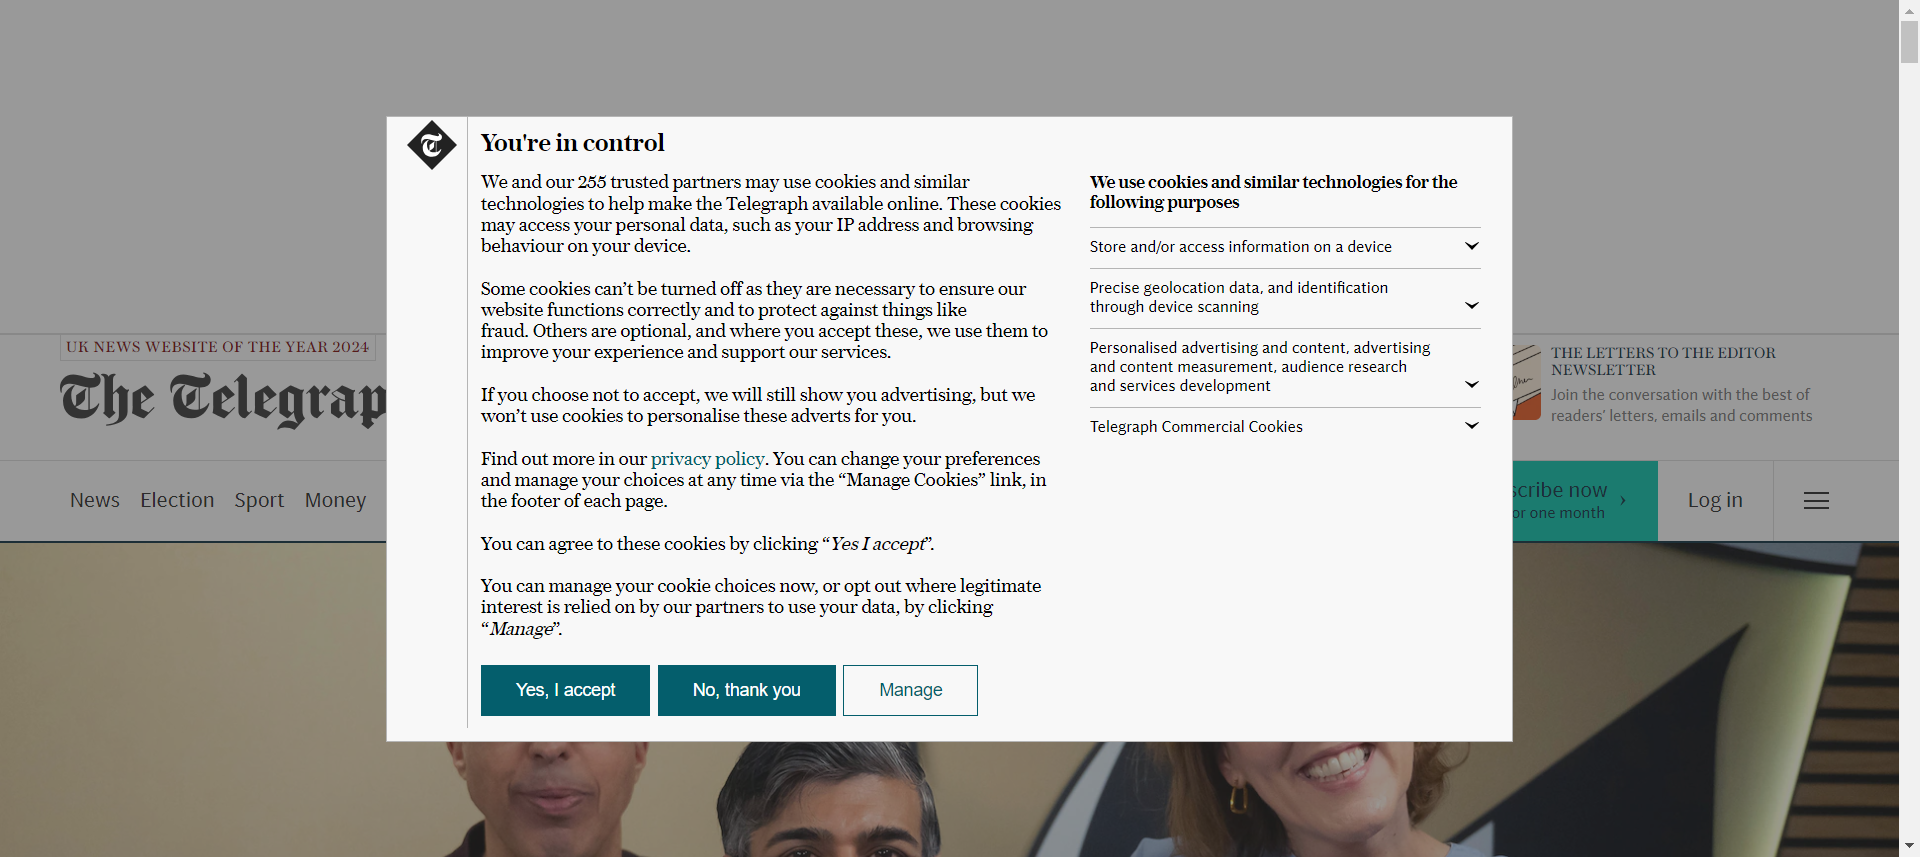 You're in control
We and our 255 trusted partners may use cookies and similar
technologies to help make the Telegraph available online. These cookies
may access your personal data, such as your IP address and browsing
behaviour on your device.
Some cookies can’t be turned off as they are necessary to ensure our
website functions correctly and to protect against things like
fraud. Others are optional, and where you accept these, we use them to
improve your experience and support our services.
If you choose not to accept, we will still show you advertising, but we
won’t use cookies to personalise these adverts for you.
Find out more in our privacy policy. You can change your preferences
and manage your choices at any time via the “Manage Cookies” link, in
the footer of each page.
You can agree to these cookies by clicking “Yes I accept”.
You can manage your cookie choices now, or opt out where legitimate
interest is relied on by our partners to use your data, by clicking
“Manage”.
Yes, I accept
No, thank you
Manage
We use cookies and similar technologies for the
following purposes
Store and/or access information on a device
Precise geolocation data, and identification
through device scanning
Personalised advertising and content, advertising
and content measurement, audience research
and services development
Telegraph Commercial Cookies
UK NEWS WEBSITE OF THE YEAR 2024
The Telegrap
THE LETTERS TO THE EDITOR
NEWSLETTER
Join the conversation with the best of
readers’ letters, emails and comments
News Election Sport Money
scribe now
or one month
Log in